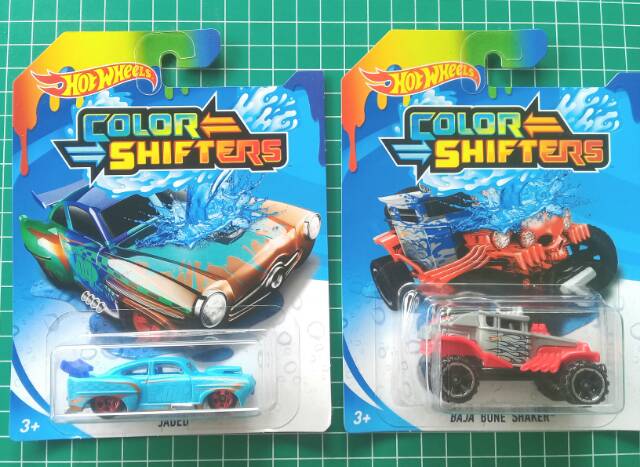 HOT WHEELS
COLOR
SHIFTERS
3+
JADED
HOT WHEELS
COLOR
SHIFTERS
3+
BAJA BONE SHAKER